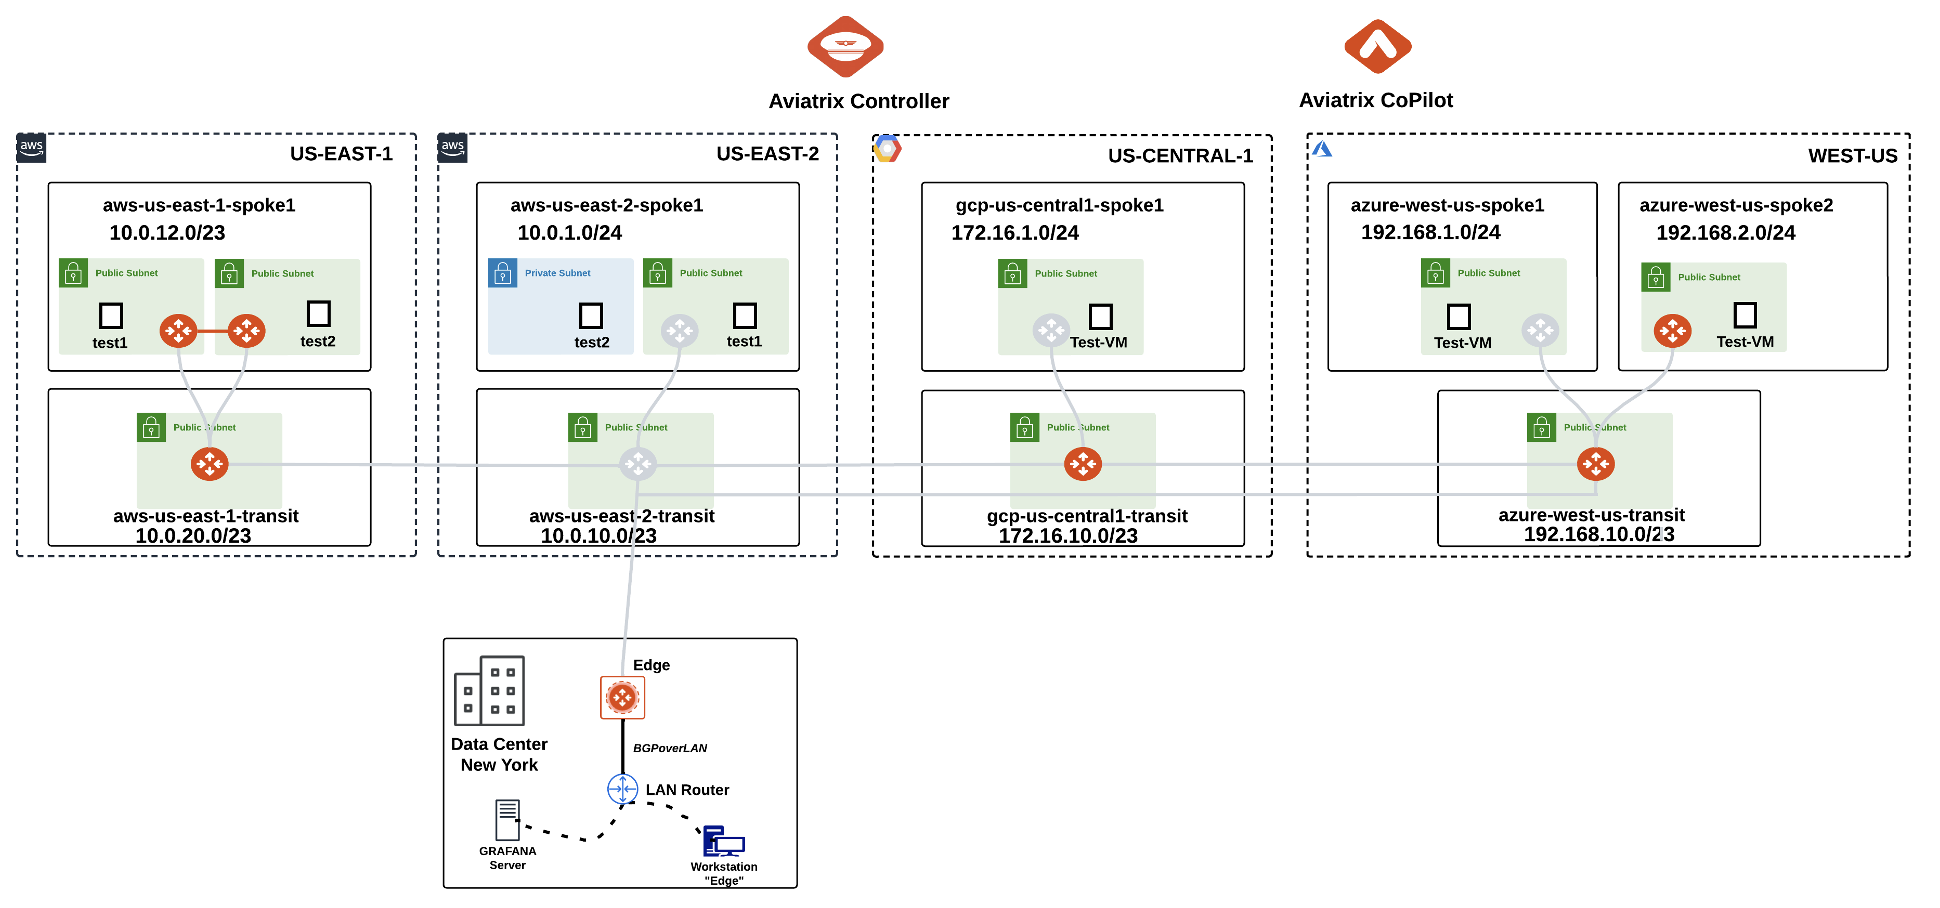 Aviatrix Controller
Aviatrix CoPilot
aws
US-EAST-1
aws-us-east-1-spoke1
10.0.12.0/23
Public Subnet
test1
Public Subnet
test2
Public Subnet
aws-us-east-1-transit
10.0.20.0/23
aws
US-EAST-2
aws-us-east-2-spoke1
10.0.1.0/24
Private Subnet
test2
Public Subnet
test1
Public Subnet
aws-us-east-2-transit
10.0.10.0/23
US-CENTRAL-1
gcp-us-central1-spoke1
172.16.1.0/24
Public Subnet
Test-VM
Public Subnet
gcp-us-central1-transit
172.16.10.0/23
WEST-US
azure-west-us-spoke1
192.168.1.0/24
Public Subnet
Test-VM
azure-west-us-spoke2
192.168.2.0/24
Public Subnet
Test-VM
Public Subnet
azure-west-us-transit
192.168.10.0/23
Edge
Data Center
New York
BGPoverLAN
LAN Router
GRAFANA
Server
Workstation
"Edge"